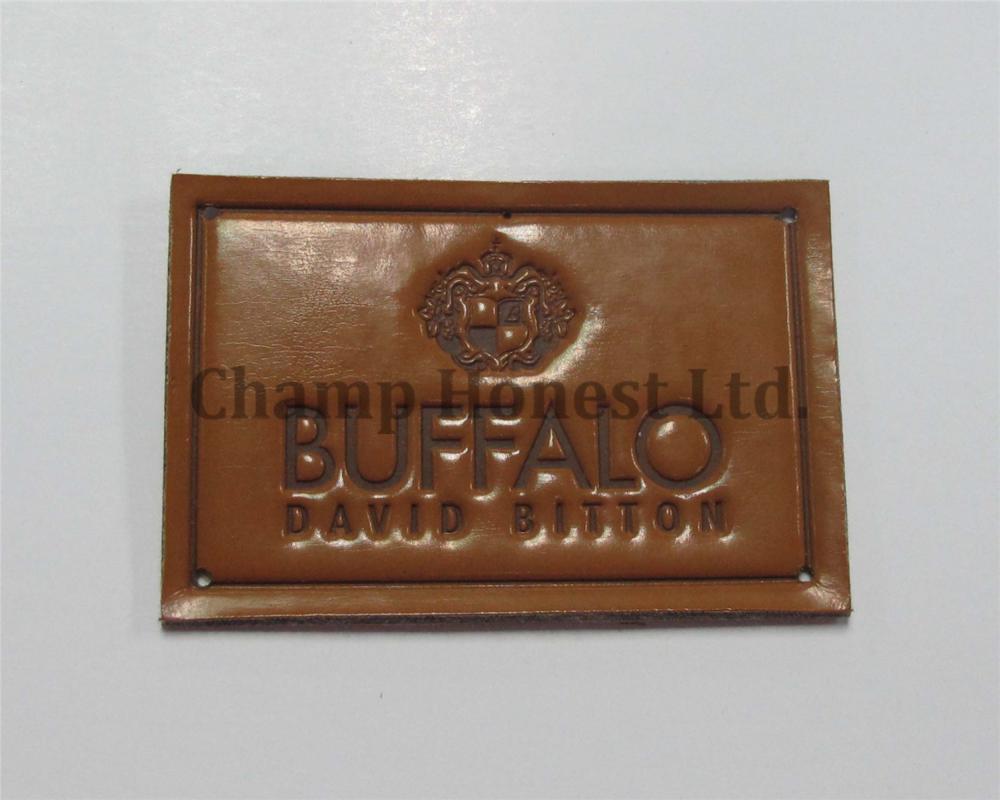 Champ Honest Ltd.
BUFFALO
DAVID BITTON